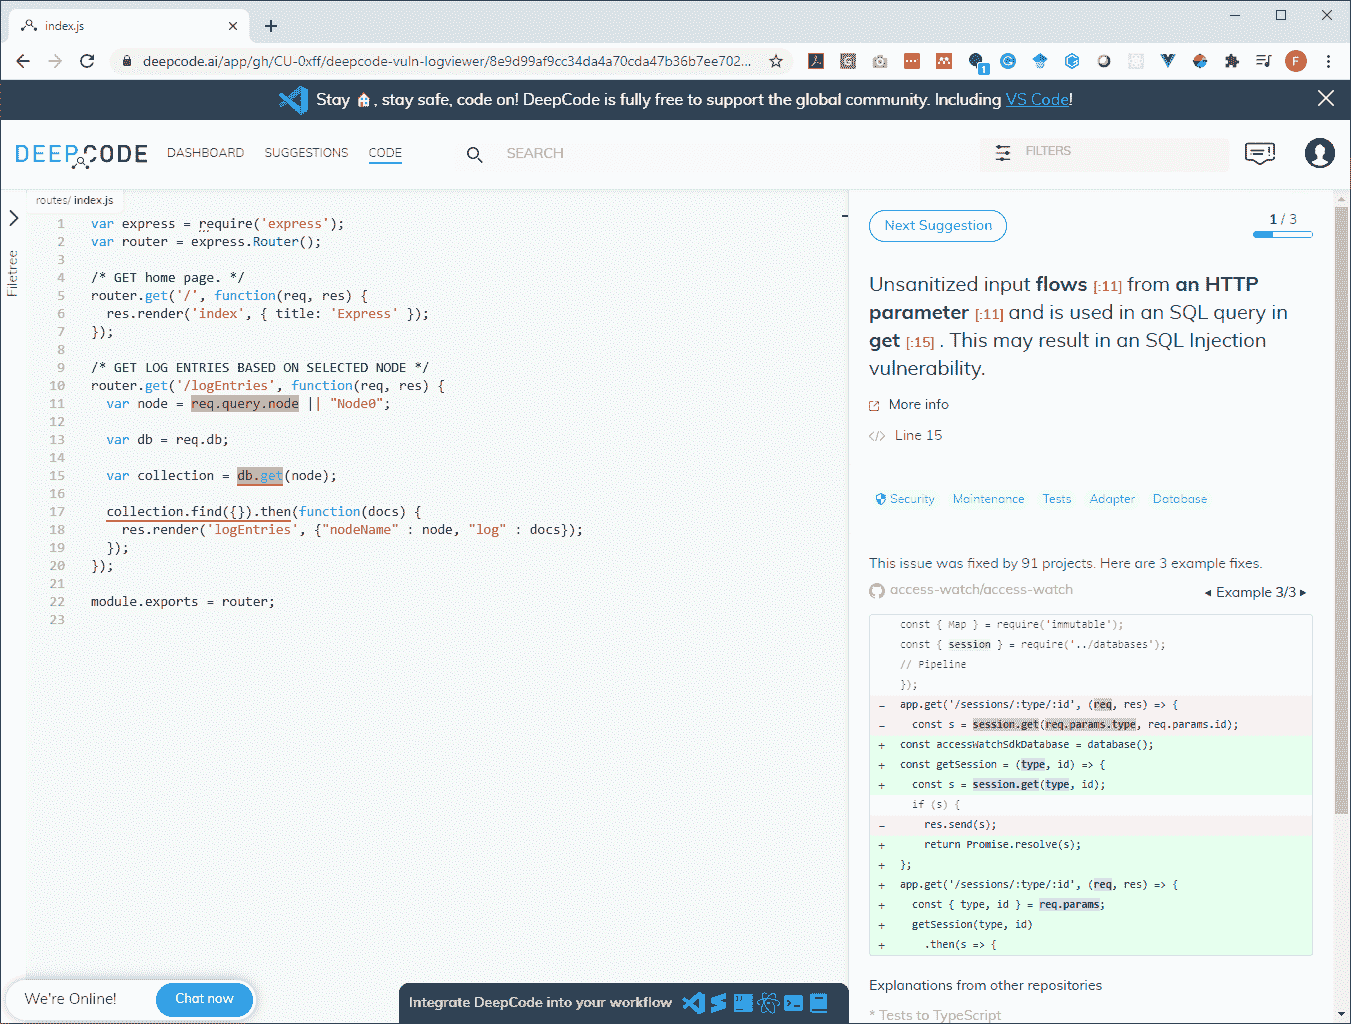 index.js
deepcode.ai/app/gh/CU-0xff/deepcode-vuln-logviewer/8e9d99af9cc34da4a70cda47b36b7ee702...
1
F
Stay 🏠, stay safe, code on! DeepCode is fully free to support the global community. Including VS Code!
DEEPCODE
DASHBOARD
SUGGESTIONS
CODE
SEARCH
FILTERS
Filetree
routes/ index.js
1 var express = require('express');
2 var router = express.Router();
3
4 /* GET home page. */
5 router.get('/', function(req, res) {
6   res.render('index', { title: 'Express' });
7 });
8
9 /* GET LOG ENTRIES BASED ON SELECTED NODE */
10 router.get('/logEntries', function(req, res) {
11   var node = req.query.node || "Node0";
12
13   var db = req.db;
14
15   var collection = db.get(node);
16
17   collection.find({}).then(function(docs) {
18     res.render('logEntries', {"nodeName" : node, "log" : docs});
19   });
20 });
21
22 module.exports = router;
23
Next Suggestion
1 / 3
Unsanitized input flows [:11] from an HTTP
parameter [:11] and is used in an SQL query in
get [:15] . This may result in an SQL Injection
vulnerability.
More info
</> Line 15
Security Maintenance Tests Adapter Database
This issue was fixed by 91 projects. Here are 3 example fixes.
access-watch/access-watch
◂ Example 3/3 ▸
const { Map } = require('immutable');
const { session } = require('../databases');
// Pipeline
});
- app.get('/sessions/:type/:id', (req, res) => {
-   const s = session.get(req.params.type, req.params.id);
+ const accessWatchSdkDatabase = database();
+ const getSession = (type, id) => {
+   const s = session.get(type, id);
    if (s) {
-     res.send(s);
+     return Promise.resolve(s);
+ };
+ app.get('/sessions/:type/:id', (req, res) => {
+   const { type, id } = req.params;
+   getSession(type, id)
+     .then(s => {
Explanations from other repositories
* Tests to TypeScript
We're Online!
Chat now
Integrate DeepCode into your workflow